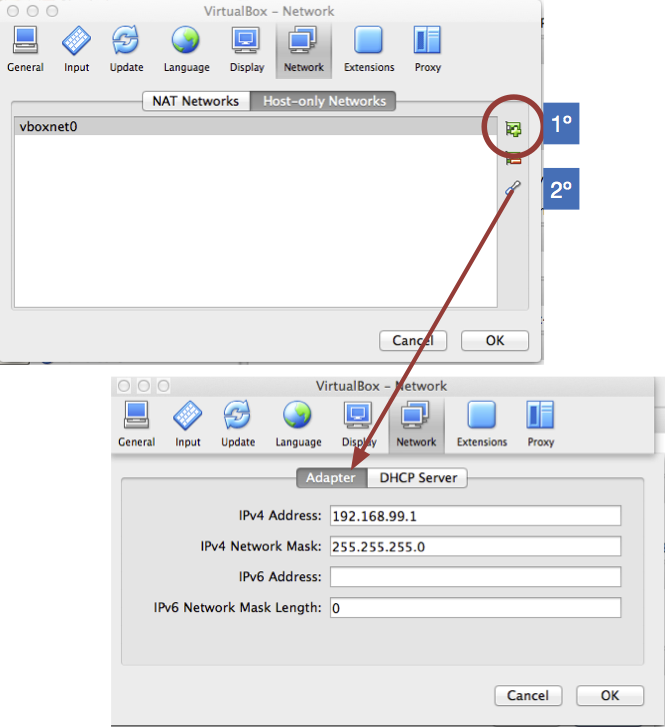 VirtualBox - Network
General Input Update Language Display Network Extensions Proxy
NAT Networks Host-only Networks
vboxnet0
1º
2º
Cancel OK
VirtualBox - Network
General Input Update Language Display Network Extensions Proxy
Adapter DHCP Server
IPv4 Address: 192.168.99.1
IPv4 Network Mask: 255.255.255.0
IPv6 Address:
IPv6 Network Mask Length: 0
Cancel OK